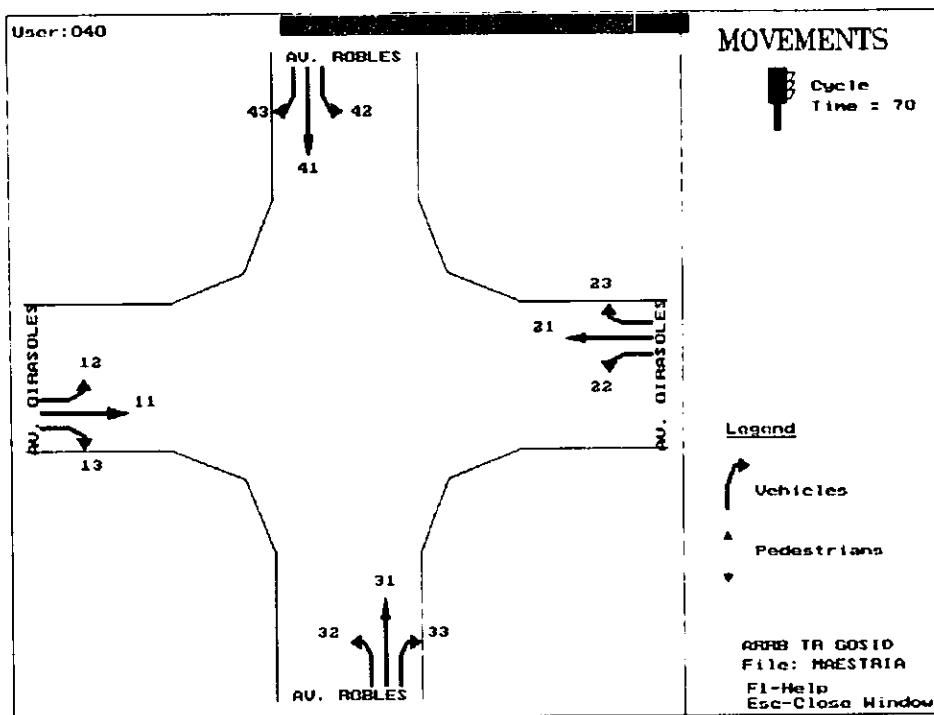 User:040
AV. ROBLES
MOVEMENTS
Cycle
Time = 70
43
42
41
23
21
22
AV. GIRASOLES
AV. GIRASOLES
12
11
13
Legend
Vehicles
Pedestrians
31
32
33
AV. ROBLES
ARRB TR GOSID
File: MAESTRIA
F1-Help
Esc-Close Window